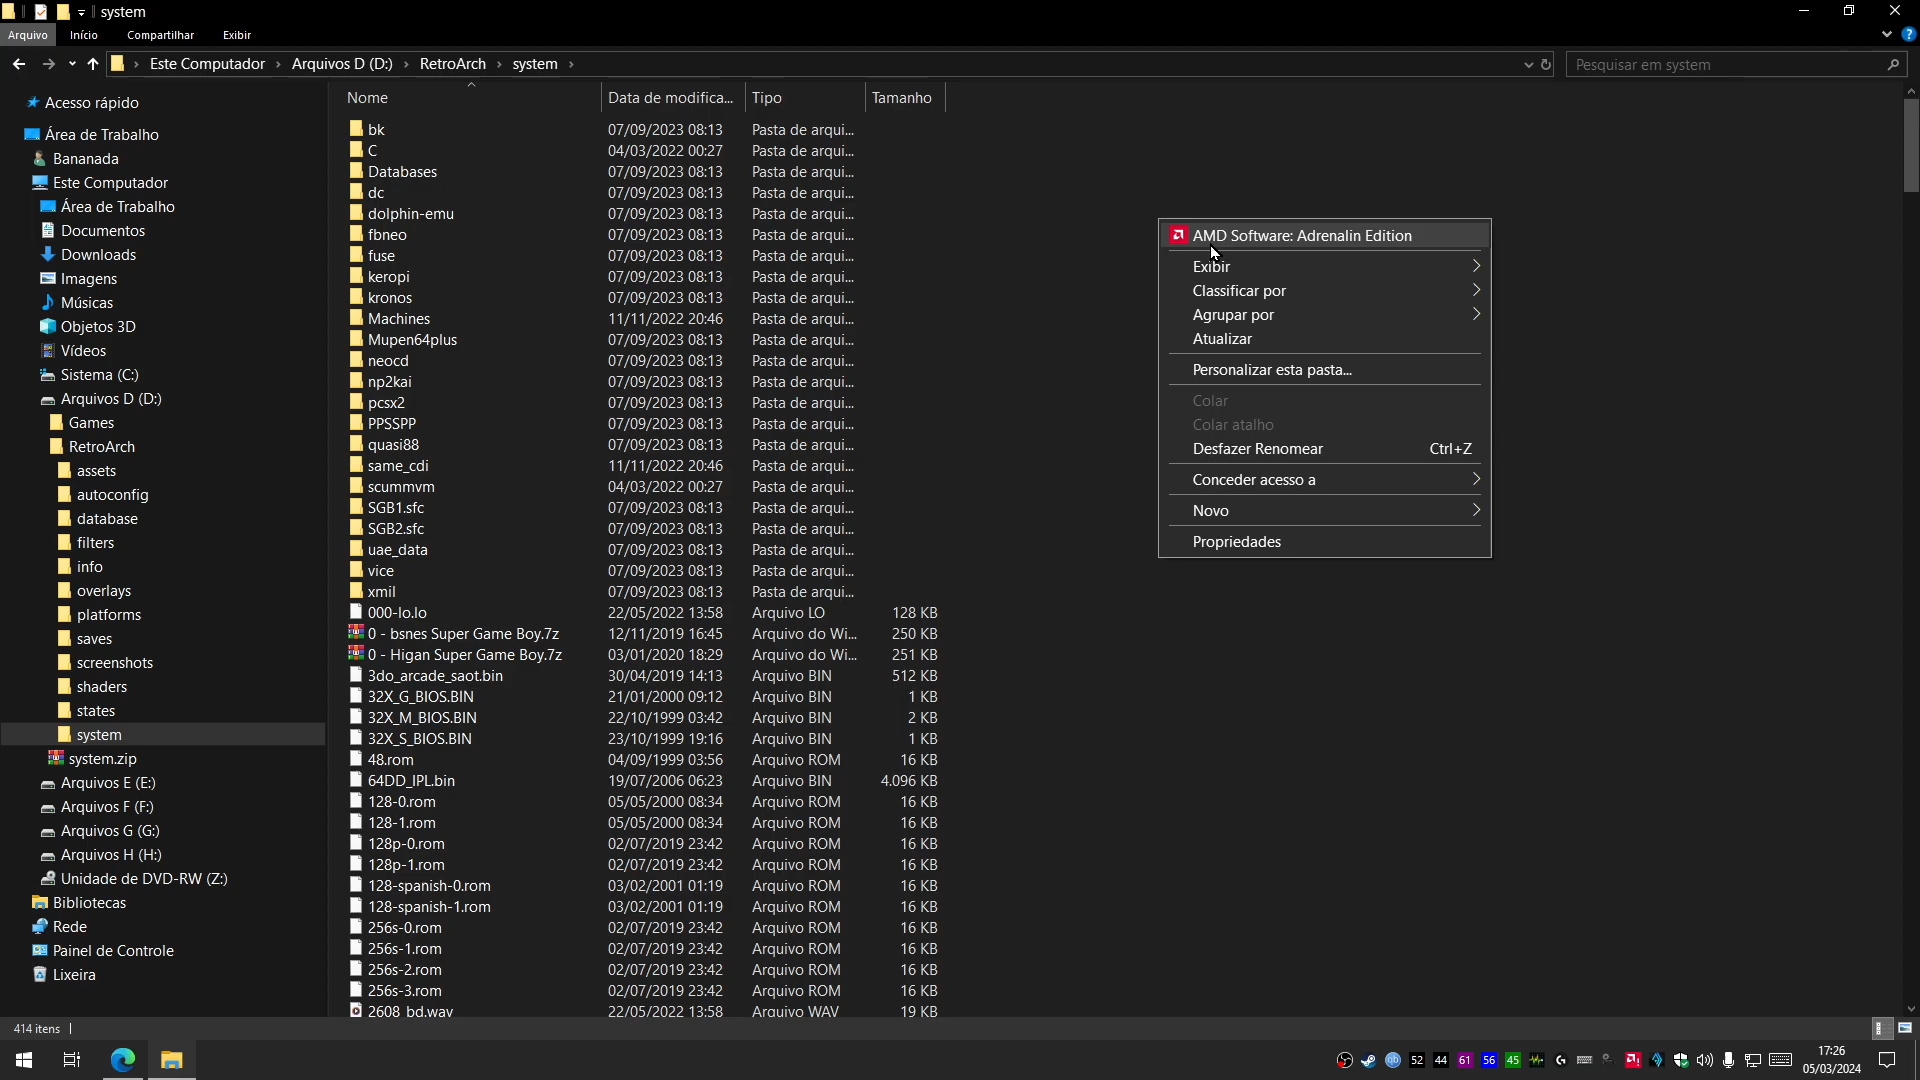 system
Arquivo Início Compartilhar Exibir
Este Computador Arquivos D (D:) RetroArch system
Pesquisar em system
Acesso rápido
Área de Trabalho
Bananada
Este Computador
Área de Trabalho
Documentos
Downloads
Imagens
Músicas
Objetos 3D
Vídeos
Sistema (C:)
Arquivos D (D:)
Games
RetroArch
assets
autoconfig
database
filters
info
overlays
platforms
saves
screenshots
shaders
states
system
system.zip
Arquivos E (E:)
Arquivos F (F:)
Arquivos G (G:)
Arquivos H (H:)
Unidade de DVD-RW (Z:)
Bibliotecas
Rede
Painel de Controle
Lixeira
Nome Data de modifica... Tipo Tamanho
bk 07/09/2023 08:13 Pasta de arqui...
C 04/03/2022 00:27 Pasta de arqui...
Databases 07/09/2023 08:13 Pasta de arqui...
dc 07/09/2023 08:13 Pasta de arqui...
dolphin-emu 07/09/2023 08:13 Pasta de arqui...
fbneo 07/09/2023 08:13 Pasta de arqui...
fuse 07/09/2023 08:13 Pasta de arqui...
keropi 07/09/2023 08:13 Pasta de arqui...
kronos 07/09/2023 08:13 Pasta de arqui...
Machines 11/11/2022 20:46 Pasta de arqui...
Mupen64plus 07/09/2023 08:13 Pasta de arqui...
neocd 07/09/2023 08:13 Pasta de arqui...
np2kai 07/09/2023 08:13 Pasta de arqui...
pcsx2 07/09/2023 08:13 Pasta de arqui...
PPSSPP 07/09/2023 08:13 Pasta de arqui...
quasi88 07/09/2023 08:13 Pasta de arqui...
same_cdi 11/11/2022 20:46 Pasta de arqui...
scummvm 04/03/2022 00:27 Pasta de arqui...
SGB1.sfc 07/09/2023 08:13 Pasta de arqui...
SGB2.sfc 07/09/2023 08:13 Pasta de arqui...
uae_data 07/09/2023 08:13 Pasta de arqui...
vice 07/09/2023 08:13 Pasta de arqui...
xmil 07/09/2023 08:13 Pasta de arqui...
000-lo.lo 22/05/2022 13:58 Arquivo LO 128 KB
0 - bsnes Super Game Boy.7z 12/11/2019 16:45 Arquivo do Wi... 250 KB
0 - Higan Super Game Boy.7z 03/01/2020 18:29 Arquivo do Wi... 251 KB
3do_arcade_saot.bin 30/04/2019 14:13 Arquivo BIN 512 KB
32X_G_BIOS.BIN 21/01/2000 09:12 Arquivo BIN 1 KB
32X_M_BIOS.BIN 22/10/1999 03:42 Arquivo BIN 2 KB
32X_S_BIOS.BIN 23/10/1999 19:16 Arquivo BIN 1 KB
48.rom 04/09/1999 03:56 Arquivo ROM 16 KB
64DD_IPL.bin 19/07/2006 06:23 Arquivo BIN 4.096 KB
128-0.rom 05/05/2000 08:34 Arquivo ROM 16 KB
128-1.rom 05/05/2000 08:34 Arquivo ROM 16 KB
128p-0.rom 02/07/2019 23:42 Arquivo ROM 16 KB
128p-1.rom 02/07/2019 23:42 Arquivo ROM 16 KB
128-spanish-0.rom 03/02/2001 01:19 Arquivo ROM 16 KB
128-spanish-1.rom 03/02/2001 01:19 Arquivo ROM 16 KB
256s-0.rom 02/07/2019 23:42 Arquivo ROM 16 KB
256s-1.rom 02/07/2019 23:42 Arquivo ROM 16 KB
256s-2.rom 02/07/2019 23:42 Arquivo ROM 16 KB
256s-3.rom 02/07/2019 23:42 Arquivo ROM 16 KB
2608_bd.wav 22/05/2022 13:58 Arquivo WAV 19 KB
AMD Software: Adrenalin Edition
Exibir
Classificar por
Agrupar por
Atualizar
Personalizar esta pasta...
Colar
Colar atalho
Desfazer Renomear Ctrl+Z
Conceder acesso a
Novo
Propriedades
414 itens
52 44 61 56 45
17:26
05/03/2024